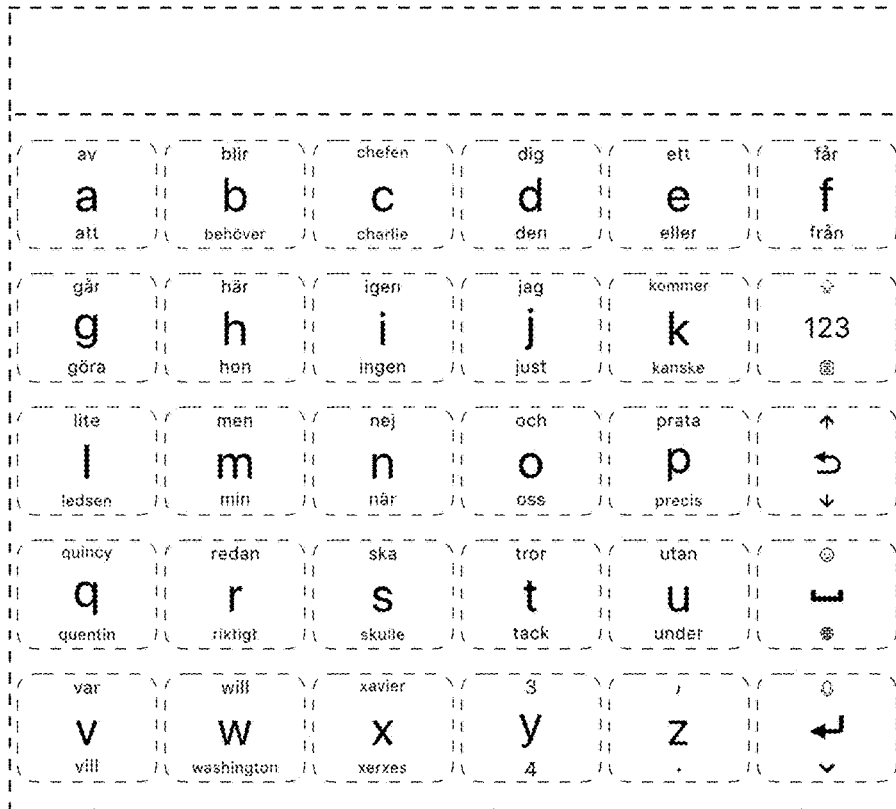 av blir chefen dig ett får
a b c d e f
att behöver charlie den eller från
går här igen jag kommer
g h i j k 123
göra hon ingen just kanske
lite men nej och prata
l m n o p
ledsen min när oss precis
quincy redan ska tror utan
q r s t u
quentin riktigt skulle tack under
var will xavier 3 ,
v w x y z
vill washington xerxes 4 .